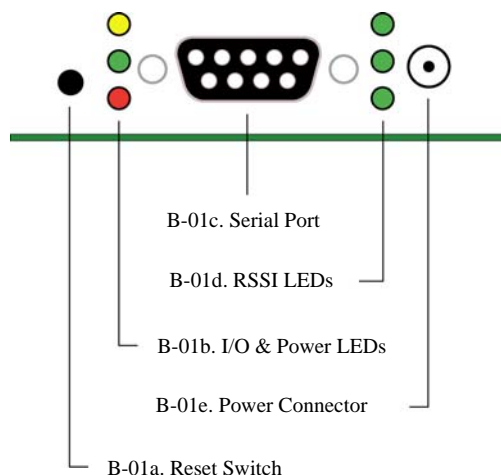 B-01c. Serial Port
B-01d. RSSI LEDs
B-01b. I/O & Power LEDs
B-01e. Power Connector
B-01a. Reset Switch